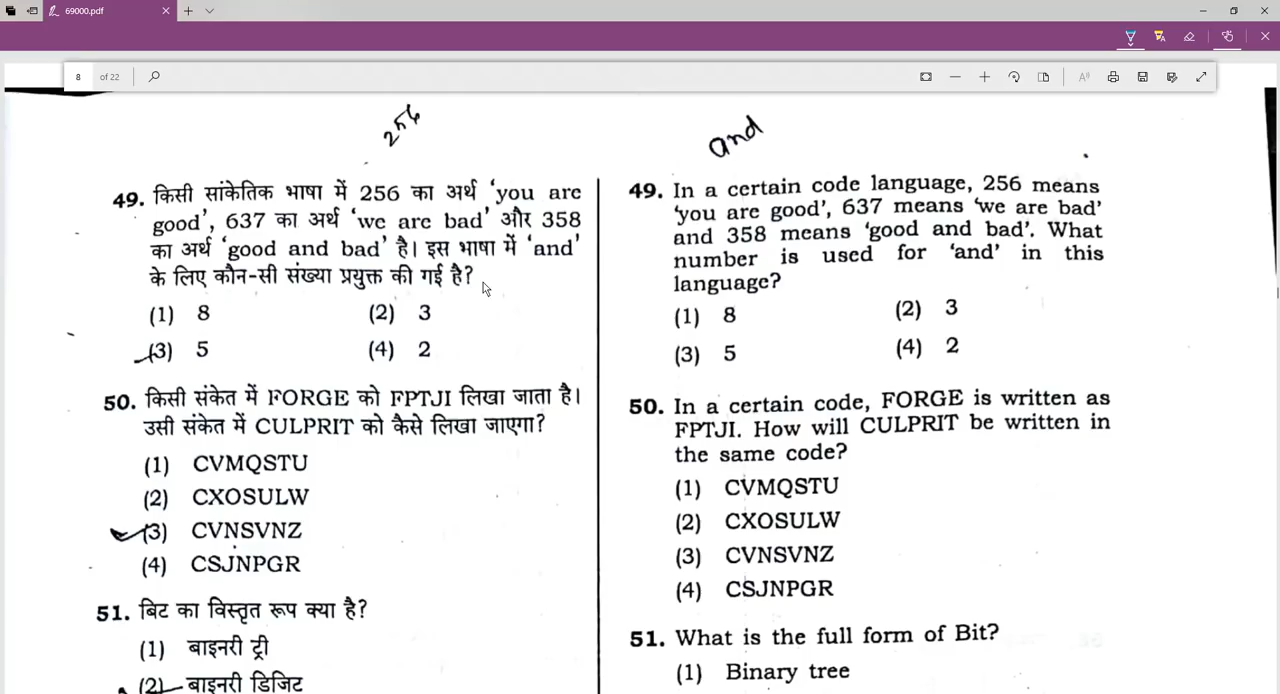 69000.pdf
8 of 22
256
and
49. किसी सांकेतिक भाषा में 256 का अर्थ ‘you are
good’, 637 का अर्थ ‘we are bad’ और 358
का अर्थ ‘good and bad’ है। इस भाषा में ‘and’
के लिए कौन-सी संख्या प्रयुक्त की गई है?
(1) 8 (2) 3
(3) 5 (4) 2
50. किसी संकेत में FORGE को FPTJI लिखा जाता है।
उसी संकेत में CULPRIT को कैसे लिखा जाएगा?
(1) CVMQSTU
(2) CXOSULW
(3) CVNSVNZ
(4) CSJNPGR
51. बिट का विस्तृत रूप क्या है?
(1) बाइनरी ट्री
(2) बाइनरी डिजिट
49. In a certain code language, 256 means
‘you are good’, 637 means ‘we are bad’
and 358 means ‘good and bad’. What
number is used for ‘and’ in this
language?
(1) 8 (2) 3
(3) 5 (4) 2
50. In a certain code, FORGE is written as
FPTJI. How will CULPRIT be written in
the same code?
(1) CVMQSTU
(2) CXOSULW
(3) CVNSVNZ
(4) CSJNPGR
51. What is the full form of Bit?
(1) Binary tree